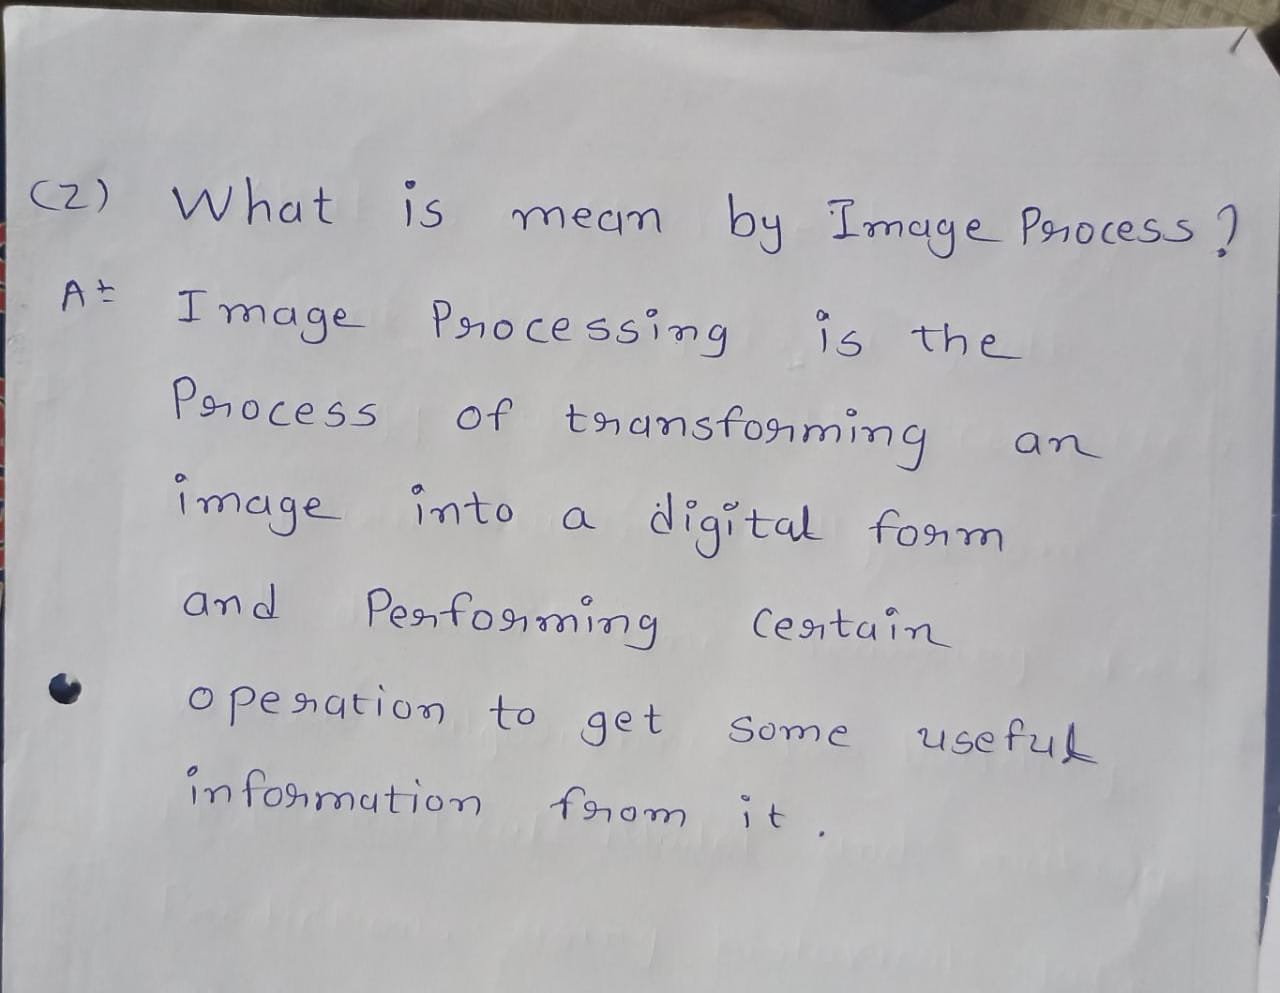 (2) What is mean by Image Process?
A:- Image Processing is the
Process of transforming an
image into a digital form
and Performing Certain
operation to get some useful
information from it.